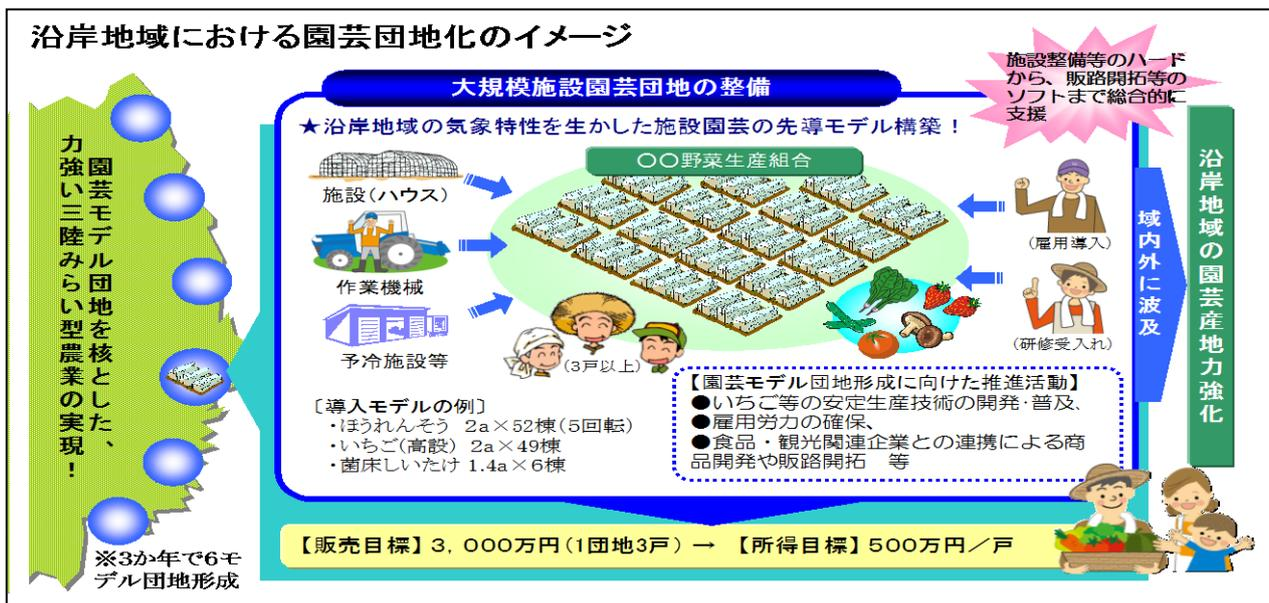 沿岸地域における園芸団地化のイメージ
施設整備等のハード
から、販路開拓等の
ソフトまで総合的に
支援
大規模施設園芸団地の整備
★沿岸地域の気象特性を生かした施設園芸の先導モデル構築！
園芸モデル団地を核とした、
力強い三陸みらい型農業の実現！
○○野菜生産組合
施設(ハウス)
作業機械
予冷施設等
(3戸以上)
(雇用導入)
(研修受入れ)
域内外に波及
沿岸地域の園芸産地力強化
〔導入モデルの例〕
・ほうれんそう 2a×52棟(5回転)
・いちご(高設) 2a×49棟
・菌床しいたけ 1.4a×6棟
【園芸モデル団地形成に向けた推進活動】
●いちご等の安定生産技術の開発･普及、
●雇用労力の確保、
●食品・観光関連企業との連携による商
品開発や販路開拓 等
【販売目標】3，000万円(1団地3戸) → 【所得目標】500万円／戸
※3か年で6モ
デル団地形成